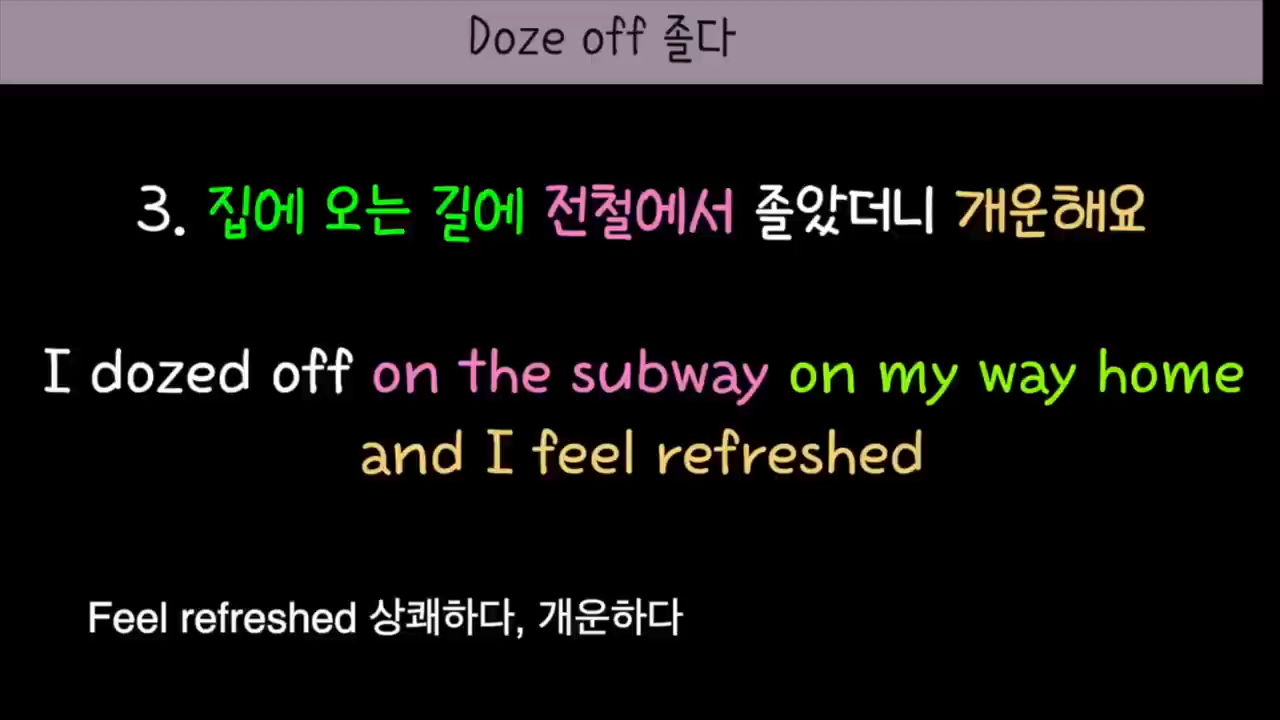 Doze off 졸다
3. 집에 오는 길에 전철에서 졸았더니 개운해요
I dozed off on the subway on my way home
and I feel refreshed
Feel refreshed 상쾌하다, 개운하다